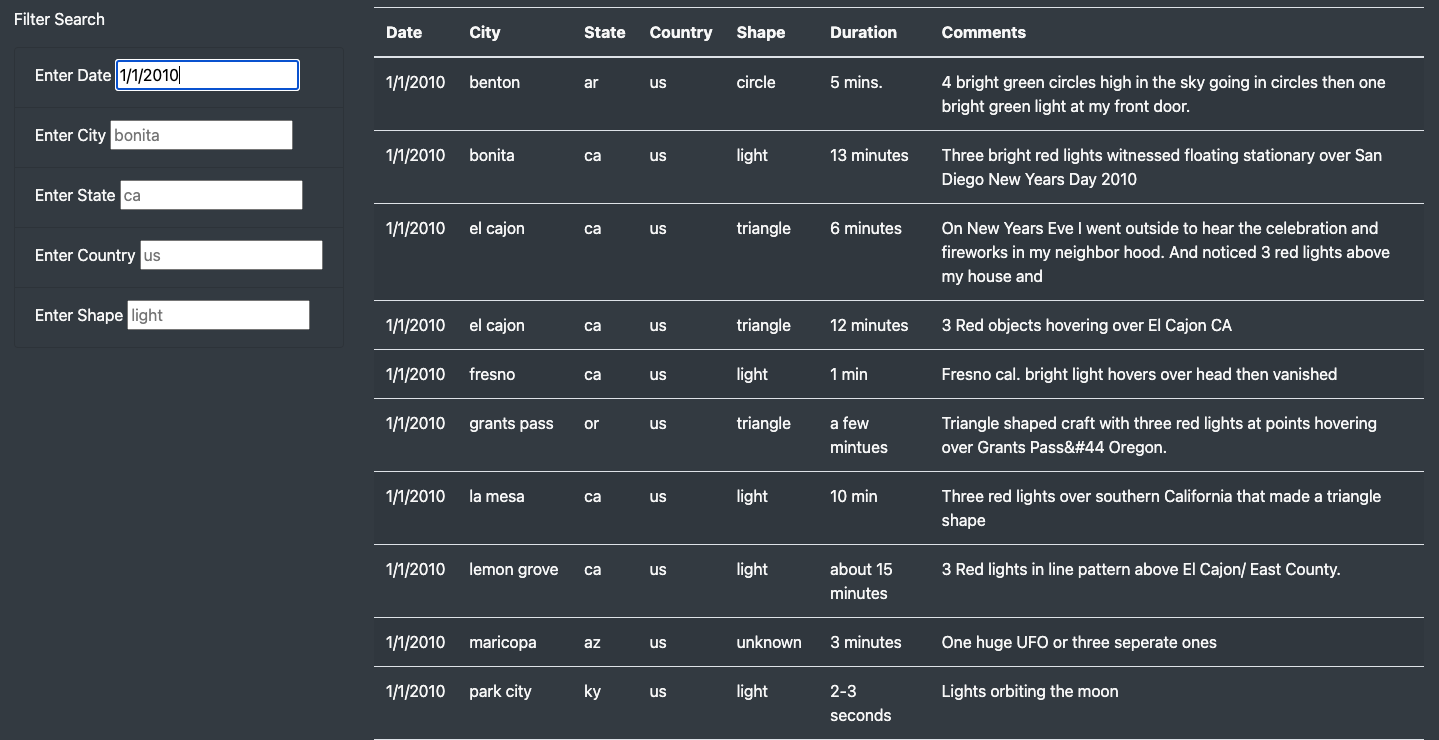 Filter Search
Enter Date 1/1/2010
Enter City bonita
Enter State ca
Enter Country us
Enter Shape light
Date City State Country Shape Duration Comments
1/1/2010 benton ar us circle 5 mins. 4 bright green circles high in the sky going in circles then one
bright green light at my front door.
1/1/2010 bonita ca us light 13 minutes Three bright red lights witnessed floating stationary over San
Diego New Years Day 2010
1/1/2010 el cajon ca us triangle 6 minutes On New Years Eve I went outside to hear the celebration and
fireworks in my neighbor hood. And noticed 3 red lights above
my house and
1/1/2010 el cajon ca us triangle 12 minutes 3 Red objects hovering over El Cajon CA
1/1/2010 fresno ca us light 1 min Fresno cal. bright light hovers over head then vanished
1/1/2010 grants pass or us triangle a few Triangle shaped craft with three red lights at points hovering
mintues over Grants Pass&#44 Oregon.
1/1/2010 la mesa ca us light 10 min Three red lights over southern California that made a triangle
shape
1/1/2010 lemon grove ca us light about 15 3 Red lights in line pattern above El Cajon/ East County.
minutes
1/1/2010 maricopa az us unknown 3 minutes One huge UFO or three seperate ones
1/1/2010 park city ky us light 2-3 Lights orbiting the moon
seconds